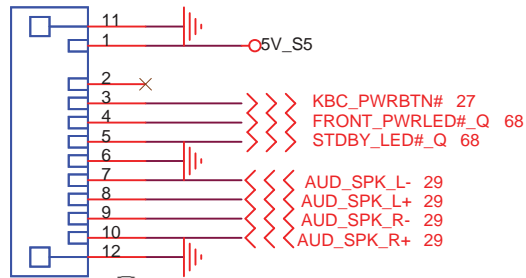 11
1 5V_S5
2
3 KBC_PWRBTN# 27
4 FRONT_PWRLED#_Q 68
5 STDBY_LED#_Q 68
6
7 AUD_SPK_L- 29
8 AUD_SPK_L+ 29
9 AUD_SPK_R- 29
10 AUD_SPK_R+ 29
12